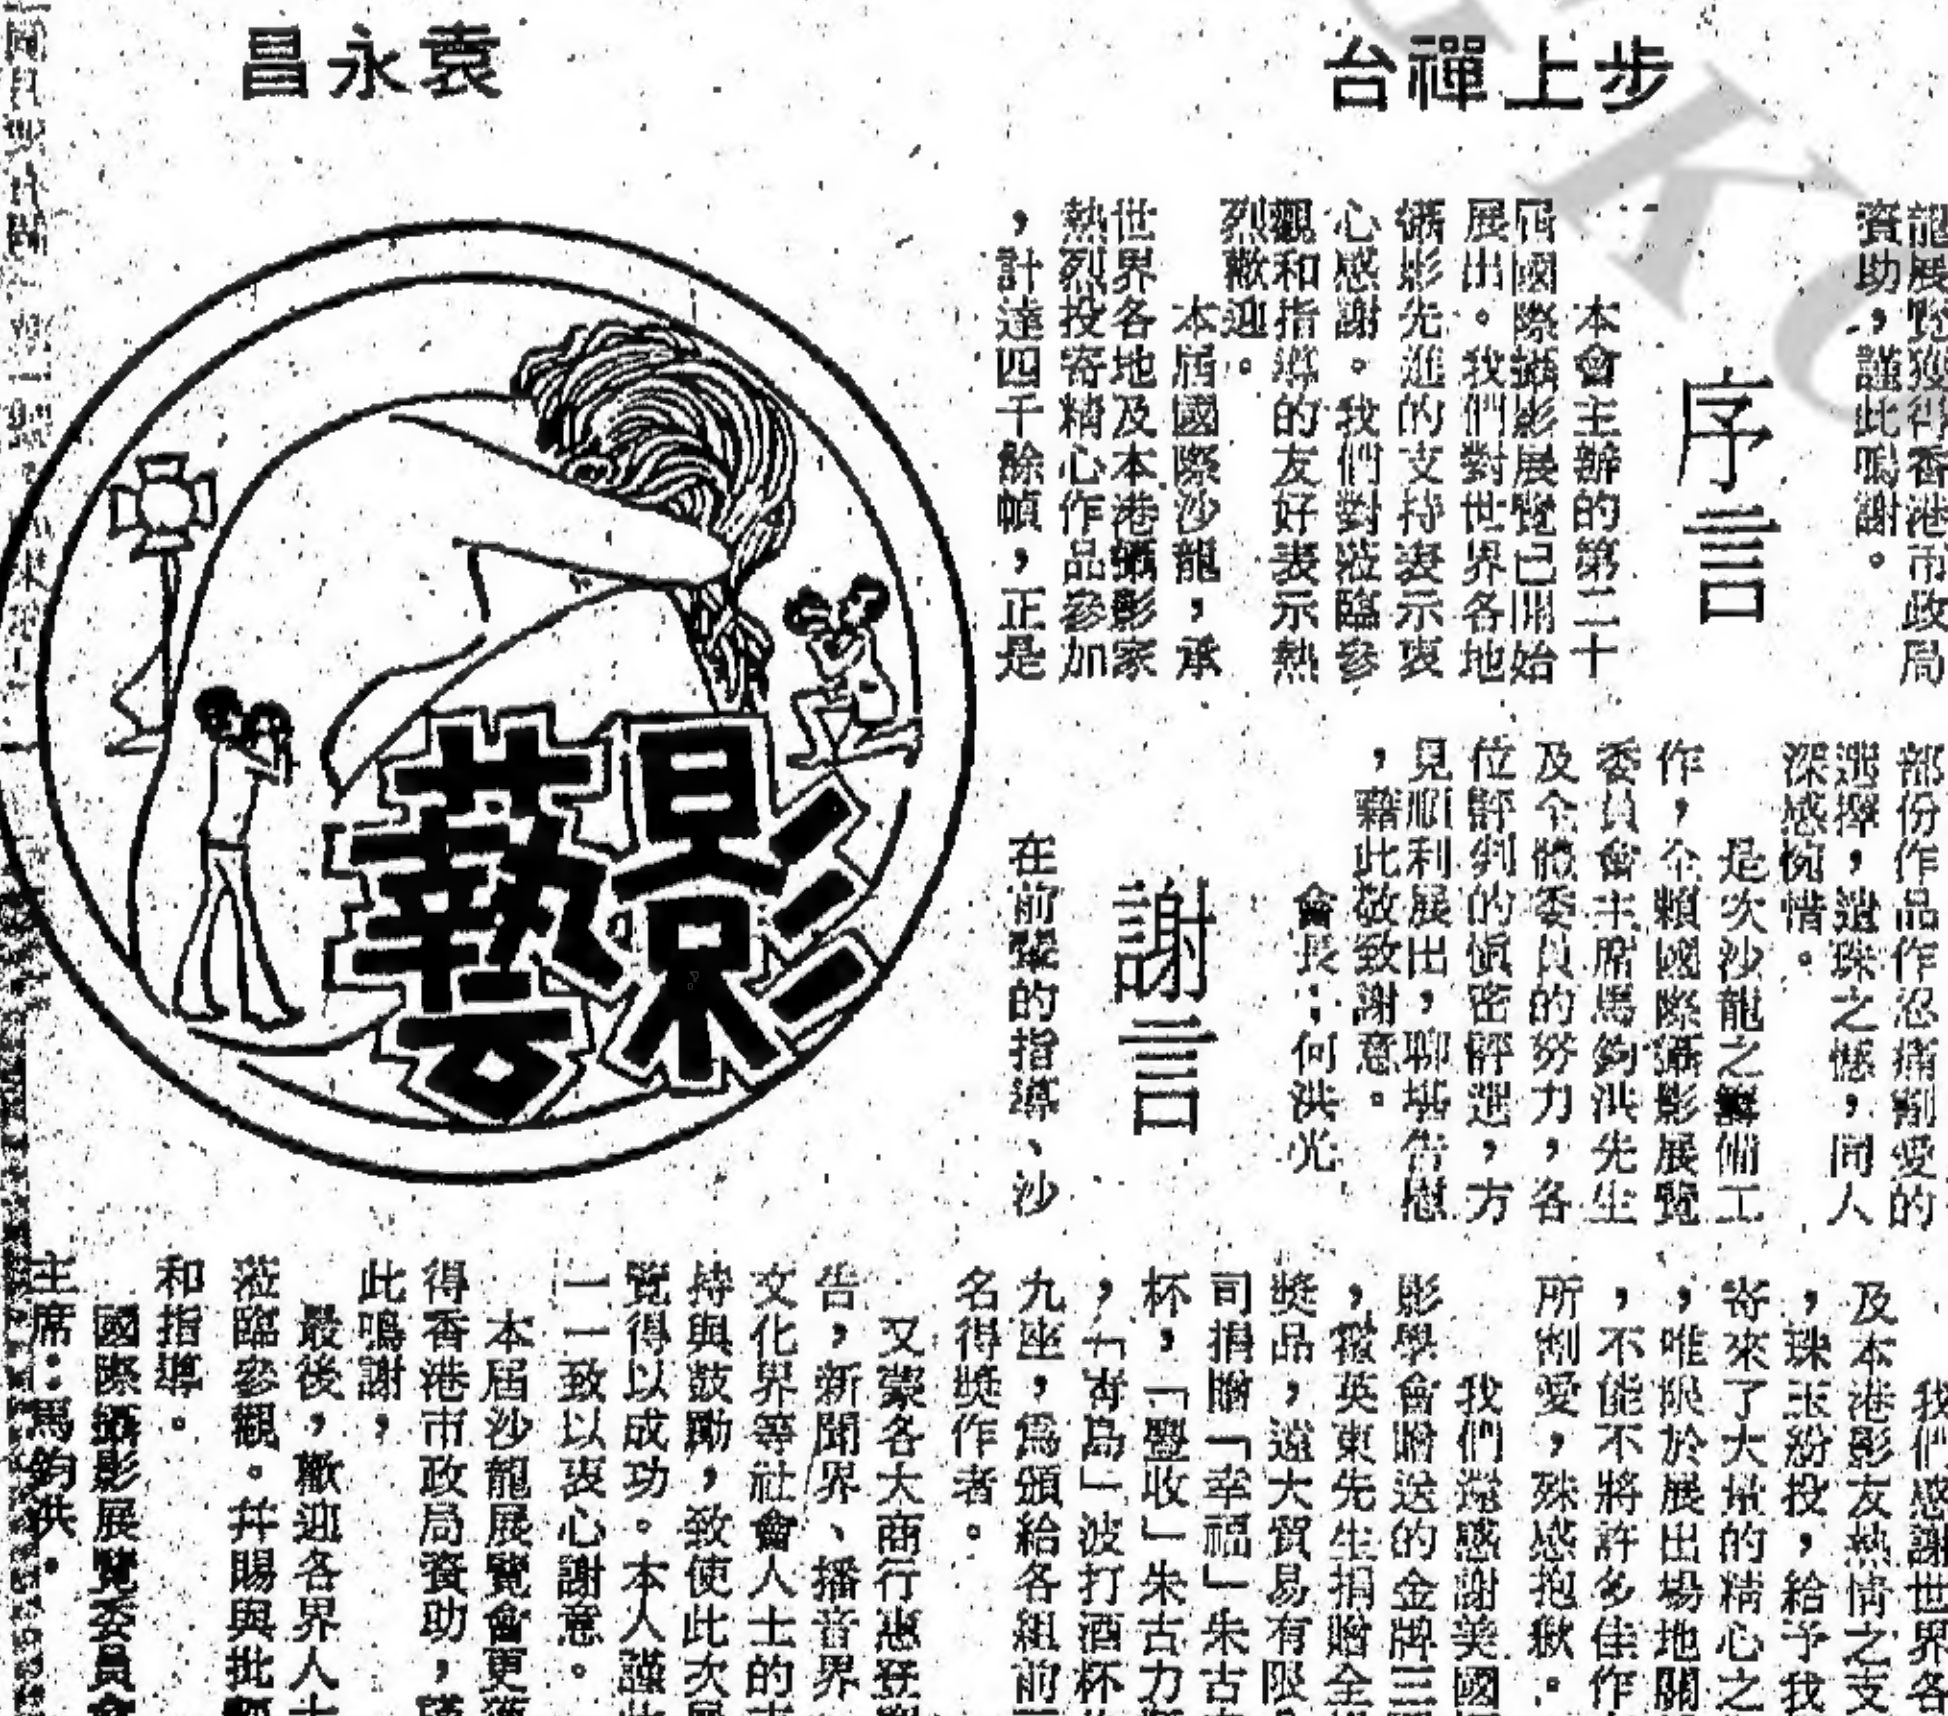 步上禪台
袁永昌
龍展覽獲得香港市政局
資助，謹此鳴謝。
序言
本會主辦的第二十
屆國際攝影展覽已開始
展出。我們對世界各地
攝影先進的支持表示衷
心感謝。我們對蒞臨參
觀和指導的友好表示熱
烈歡迎。
本屆國際沙龍，承
世界各地及本港攝影家
熱烈投寄精心作品參加
，計達四千餘幀，正是
影藝
部份作品作忍痛割愛的
選擇，遺珠之憾，同人
深感惋惜。
是次沙龍之籌備工
作，全賴國際攝影展覽
委員會主席馬鈞洪先生
及全體委員的努力，各
位評判的慎密評選，方
見順利展出，聊堪告慰
，藉此敬致謝意。
會長：何洪光
謝言
在前輩的指導、沙
我們感謝世界各
及本港影友熱情之支
，珠玉紛投，給予我
寄來了大量的精心之
，唯限於展出場地關
，不能不將許多佳作
所割愛，殊感抱歉。
我們還感謝美國
影學會贈送的金牌三
，霍英東先生捐贈全
獎品，遠大貿易有限
司捐贈「幸福」朱古
杯，「豐收」朱古力
，「青島」波打酒杯
九座，爲頒給各組前
名得獎作者。
又蒙各大商行惠登
告，新聞界、播音界
文化界等社會人士的
持與鼓勵，致使此次
覽得以成功。本人謹
一一致以衷心謝意。
本屆沙龍展覽會更
得香港市政局資助，
此鳴謝，
最後，歡迎各界人士
蒞臨參觀。幷賜與批
和指導。
國際攝影展覽委員會
主席：馬鈞洪。